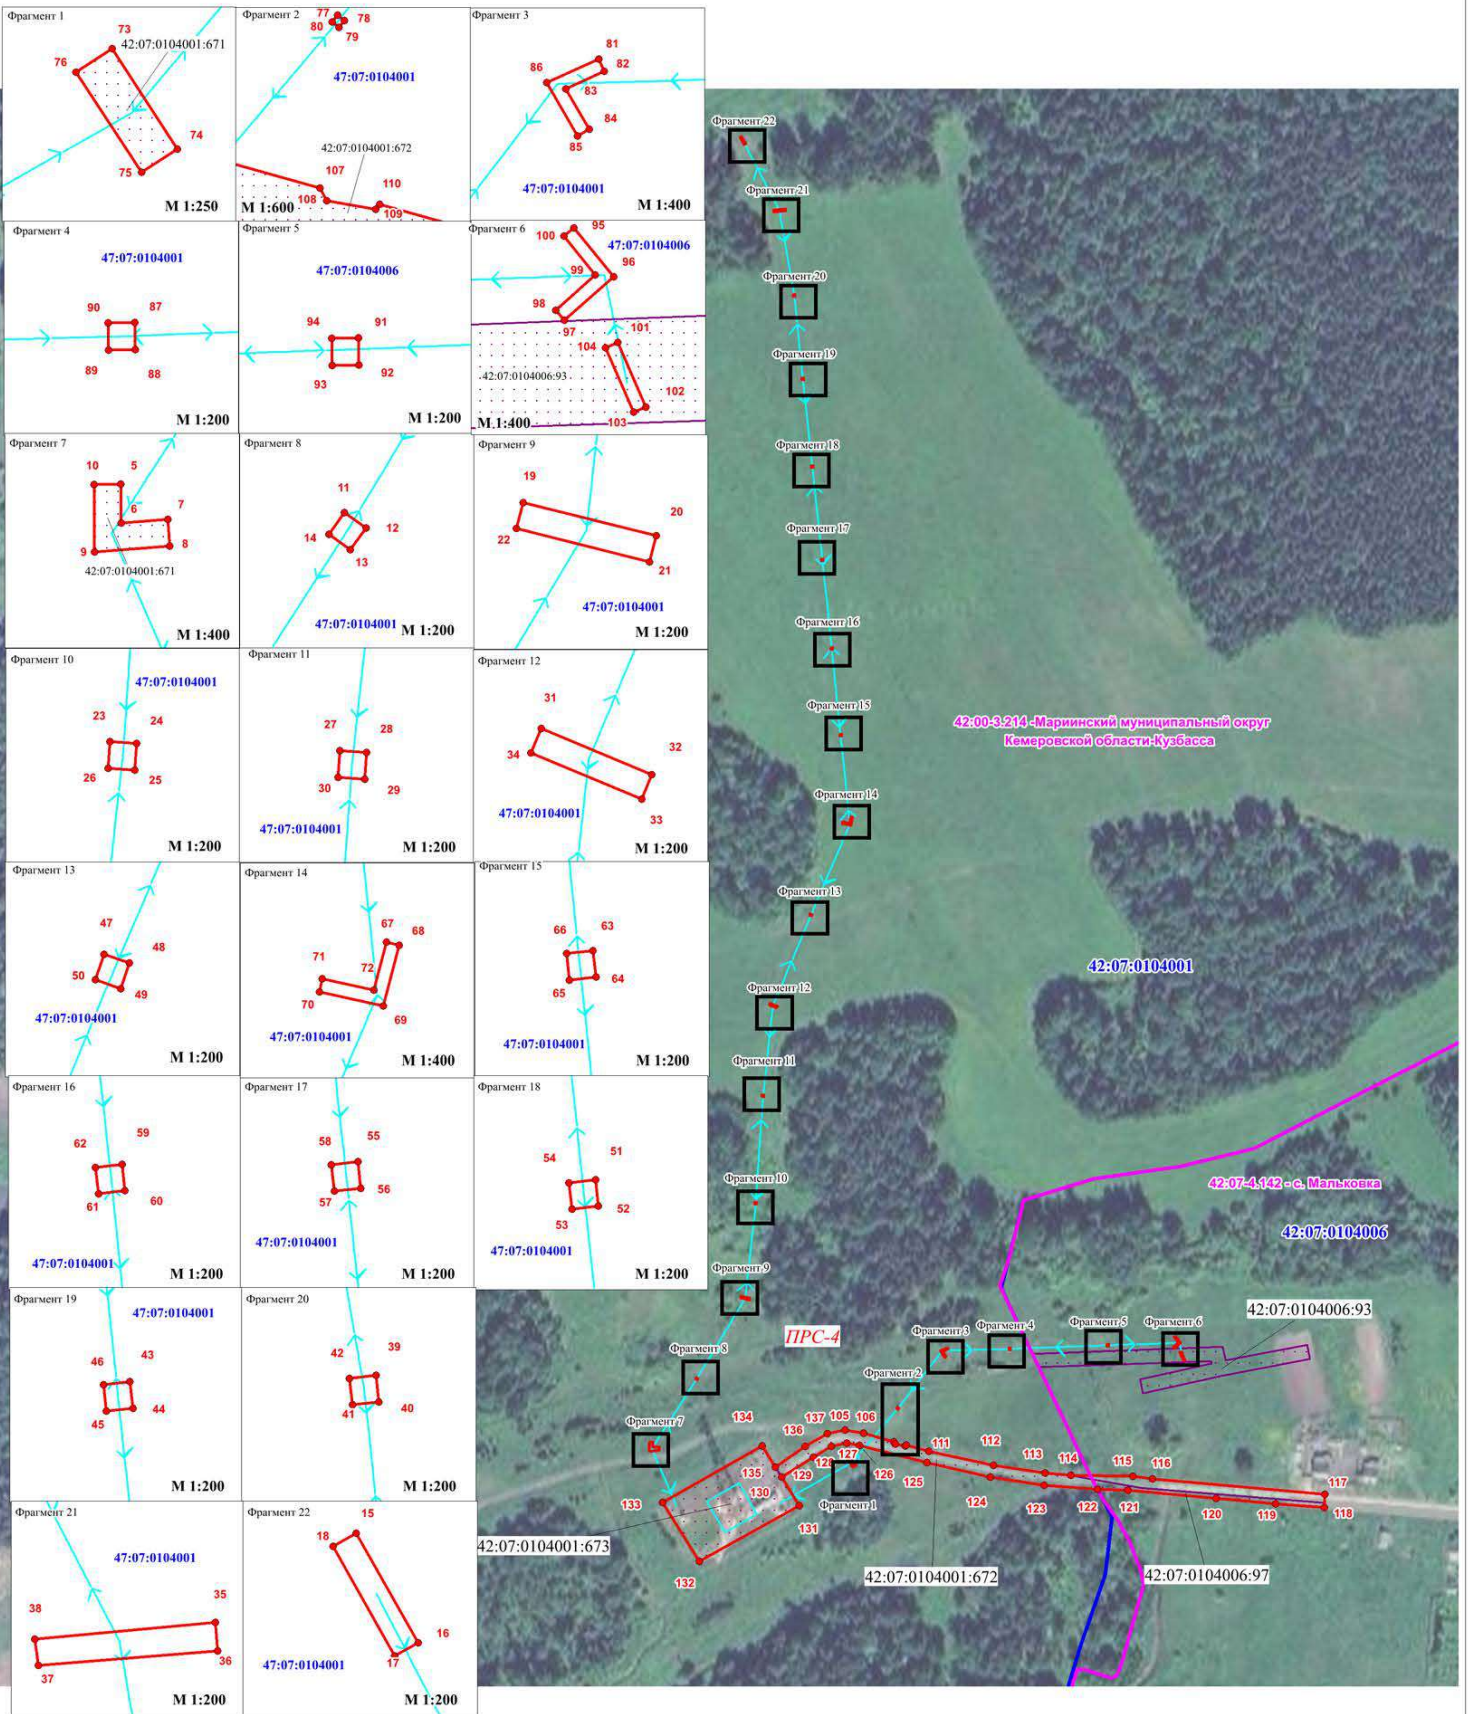 Фрагмент 1
73
42:07:0104001:671
76
74
75
М 1:250
Фрагмент 2
77
78
80
79
47:07:0104001
42:07:0104001:672
107
110
108
109
М 1:600
Фрагмент 3
81
82
86
83
84
85
47:07:0104001
М 1:400
Фрагмент 4
47:07:0104001
90
87
89
88
М 1:200
Фрагмент 5
47:07:0104006
94
91
93
92
М 1:200
Фрагмент 6
95
100
47:07:0104006
96
99
98
97
101
104
42:07:0104006:93
102
103
М 1:400
Фрагмент 7
10
5
6
7
8
9
42:07:0104001:671
М 1:400
Фрагмент 8
11
12
14
13
47:07:0104001
М 1:200
Фрагмент 9
19
20
22
21
47:07:0104001
М 1:200
Фрагмент 10
47:07:0104001
23
24
26
25
М 1:200
Фрагмент 11
27
28
30
29
47:07:0104001
М 1:200
Фрагмент 12
31
32
34
33
47:07:0104001
М 1:200
Фрагмент 13
47
48
50
49
47:07:0104001
М 1:200
Фрагмент 14
67
68
71
72
70
69
47:07:0104001
М 1:400
Фрагмент 15
66
63
65
64
47:07:0104001
М 1:200
Фрагмент 16
62
59
61
60
47:07:0104001
М 1:200
Фрагмент 17
58
55
57
56
47:07:0104001
М 1:200
Фрагмент 18
54
51
53
52
47:07:0104001
М 1:200
Фрагмент 19
47:07:0104001
46
43
45
44
М 1:200
Фрагмент 20
42
39
41
40
М 1:200
Фрагмент 21
47:07:0104001
38
35
37
36
М 1:200
Фрагмент 22
18
15
16
17
47:07:0104001
М 1:200
Фрагмент 22
Фрагмент 21
Фрагмент 20
Фрагмент 19
Фрагмент 18
Фрагмент 17
Фрагмент 16
Фрагмент 15
42:00-3.214 -Мариинский муниципальный округ
Кемеровской области-Кузбасса
Фрагмент 14
Фрагмент 13
42:07:0104001
Фрагмент 12
Фрагмент 11
Фрагмент 10
42:07-4.142 - с. Мальковка
42:07:0104006
Фрагмент 9
ПРС-4
42:07:0104006:93
Фрагмент 3
Фрагмент 4
Фрагмент 5
Фрагмент 6
Фрагмент 8
Фрагмент 2
Фрагмент 7
134
136
137
105
106
111
112
113
114
115
116
117
135
129
128
127
126
125
124
123
122
121
120
119
118
133
130
131
132
Фрагмент 1
42:07:0104001:673
42:07:0104001:672
42:07:0104006:97